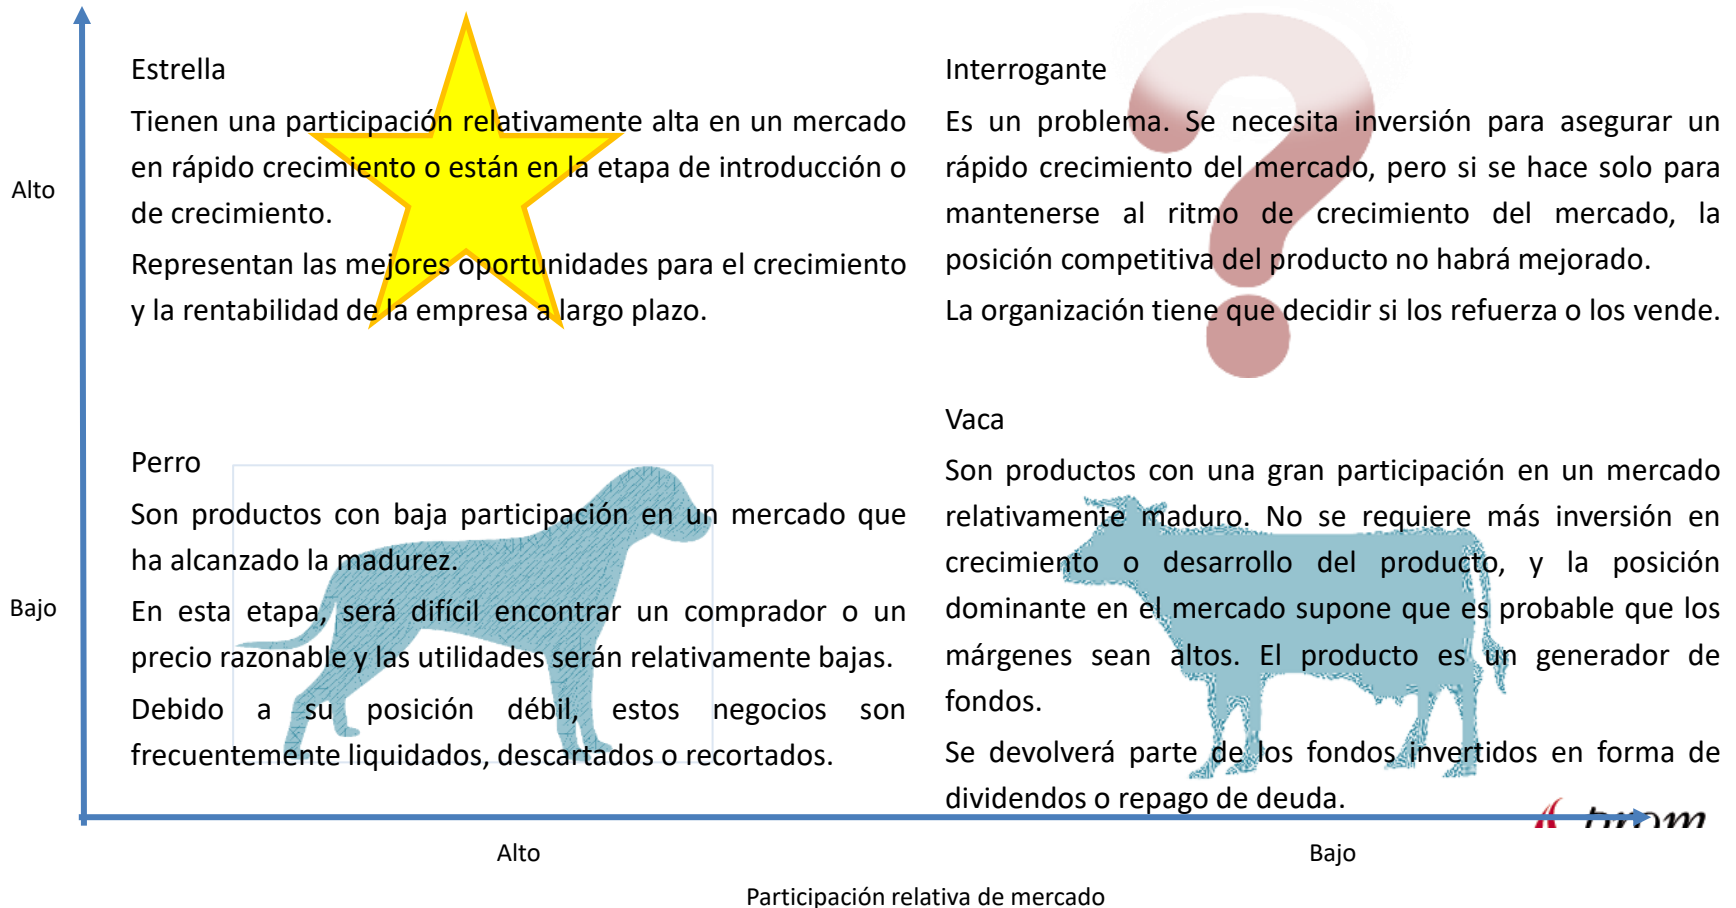 Estrella
Tienen una participación relativamente alta en un mercado
en rápido crecimiento o están en la etapa de introducción o
de crecimiento.
Representan las mejores oportunidades para el crecimiento
y la rentabilidad de la empresa a largo plazo.
Interrogante
Es un problema. Se necesita inversión para asegurar un
rápido crecimiento del mercado, pero si se hace solo para
mantenerse al ritmo de crecimiento del mercado, la
posición competitiva del producto no habrá mejorado.
La organización tiene que decidir si los refuerza o los vende.
Alto
Perro
Son productos con baja participación en un mercado que
ha alcanzado la madurez.
En esta etapa, será difícil encontrar un comprador o un
precio razonable y las utilidades serán relativamente bajas.
Debido a su posición débil, estos negocios son
frecuentemente liquidados, descartados o recortados.
Vaca
Son productos con una gran participación en un mercado
relativamente maduro. No se requiere más inversión en
crecimiento o desarrollo del producto, y la posición
dominante en el mercado supone que es probable que los
márgenes sean altos. El producto es un generador de
fondos.
Se devolverá parte de los fondos invertidos en forma de
dividendos o repago de deuda.
Bajo
Alto
Bajo
Participación relativa de mercado